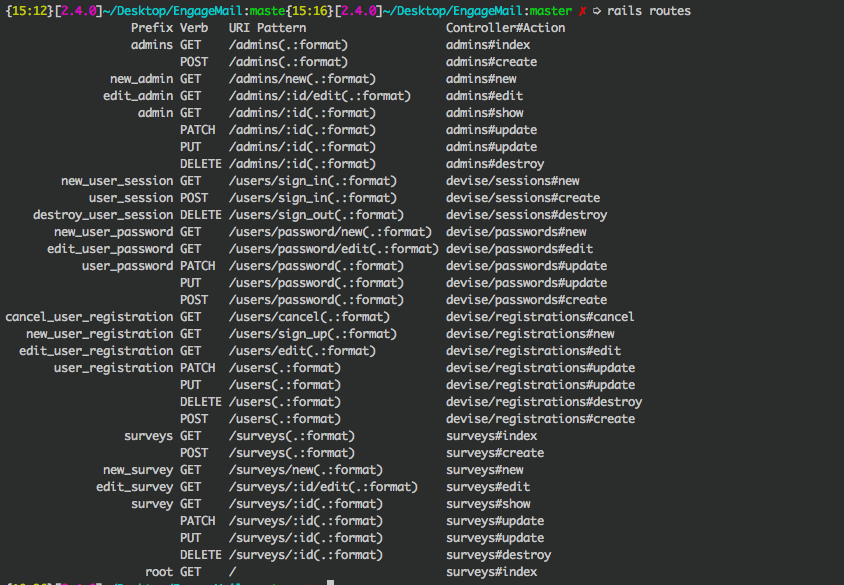 {15:12}[2.4.0]~/Desktop/EngageMail:maste{15:16}[2.4.0]~/Desktop/EngageMail:master ✗ ➭ rails routes
Prefix Verb URI Pattern Controller#Action
admins GET /admins(.:format) admins#index
POST /admins(.:format) admins#create
new_admin GET /admins/new(.:format) admins#new
edit_admin GET /admins/:id/edit(.:format) admins#edit
admin GET /admins/:id(.:format) admins#show
PATCH /admins/:id(.:format) admins#update
PUT /admins/:id(.:format) admins#update
DELETE /admins/:id(.:format) admins#destroy
new_user_session GET /users/sign_in(.:format) devise/sessions#new
user_session POST /users/sign_in(.:format) devise/sessions#create
destroy_user_session DELETE /users/sign_out(.:format) devise/sessions#destroy
new_user_password GET /users/password/new(.:format) devise/passwords#new
edit_user_password GET /users/password/edit(.:format) devise/passwords#edit
user_password PATCH /users/password(.:format) devise/passwords#update
PUT /users/password(.:format) devise/passwords#update
POST /users/password(.:format) devise/passwords#create
cancel_user_registration GET /users/cancel(.:format) devise/registrations#cancel
new_user_registration GET /users/sign_up(.:format) devise/registrations#new
edit_user_registration GET /users/edit(.:format) devise/registrations#edit
user_registration PATCH /users(.:format) devise/registrations#update
PUT /users(.:format) devise/registrations#update
DELETE /users(.:format) devise/registrations#destroy
POST /users(.:format) devise/registrations#create
surveys GET /surveys(.:format) surveys#index
POST /surveys(.:format) surveys#create
new_survey GET /surveys/new(.:format) surveys#new
edit_survey GET /surveys/:id/edit(.:format) surveys#edit
survey GET /surveys/:id(.:format) surveys#show
PATCH /surveys/:id(.:format) surveys#update
PUT /surveys/:id(.:format) surveys#update
DELETE /surveys/:id(.:format) surveys#destroy
root GET / surveys#index